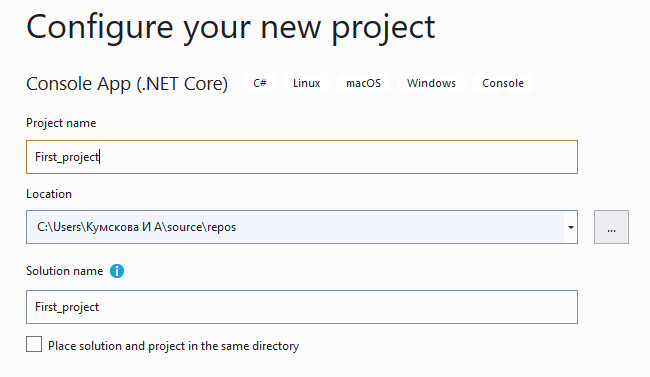 Configure your new project
Console App (.NET Core) C# Linux macOS Windows Console
Project name
First_project
Location
C:\Users\Кумскова И А\source\repos
...
Solution name
First_project
Place solution and project in the same directory